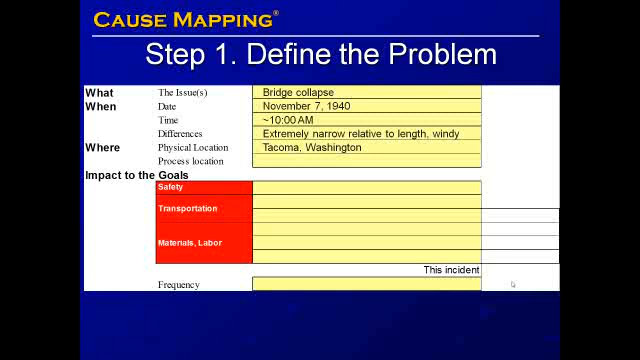 CAUSE MAPPING®
Step 1. Define the Problem
What The Issue(s) Bridge collapse
When Date November 7, 1940
Time ~10:00 AM
Differences Extremely narrow relative to length, windy
Where Physical Location Tacoma, Washington
Process location
Impact to the Goals
Safety
Transportation
Materials, Labor
This incident
Frequency